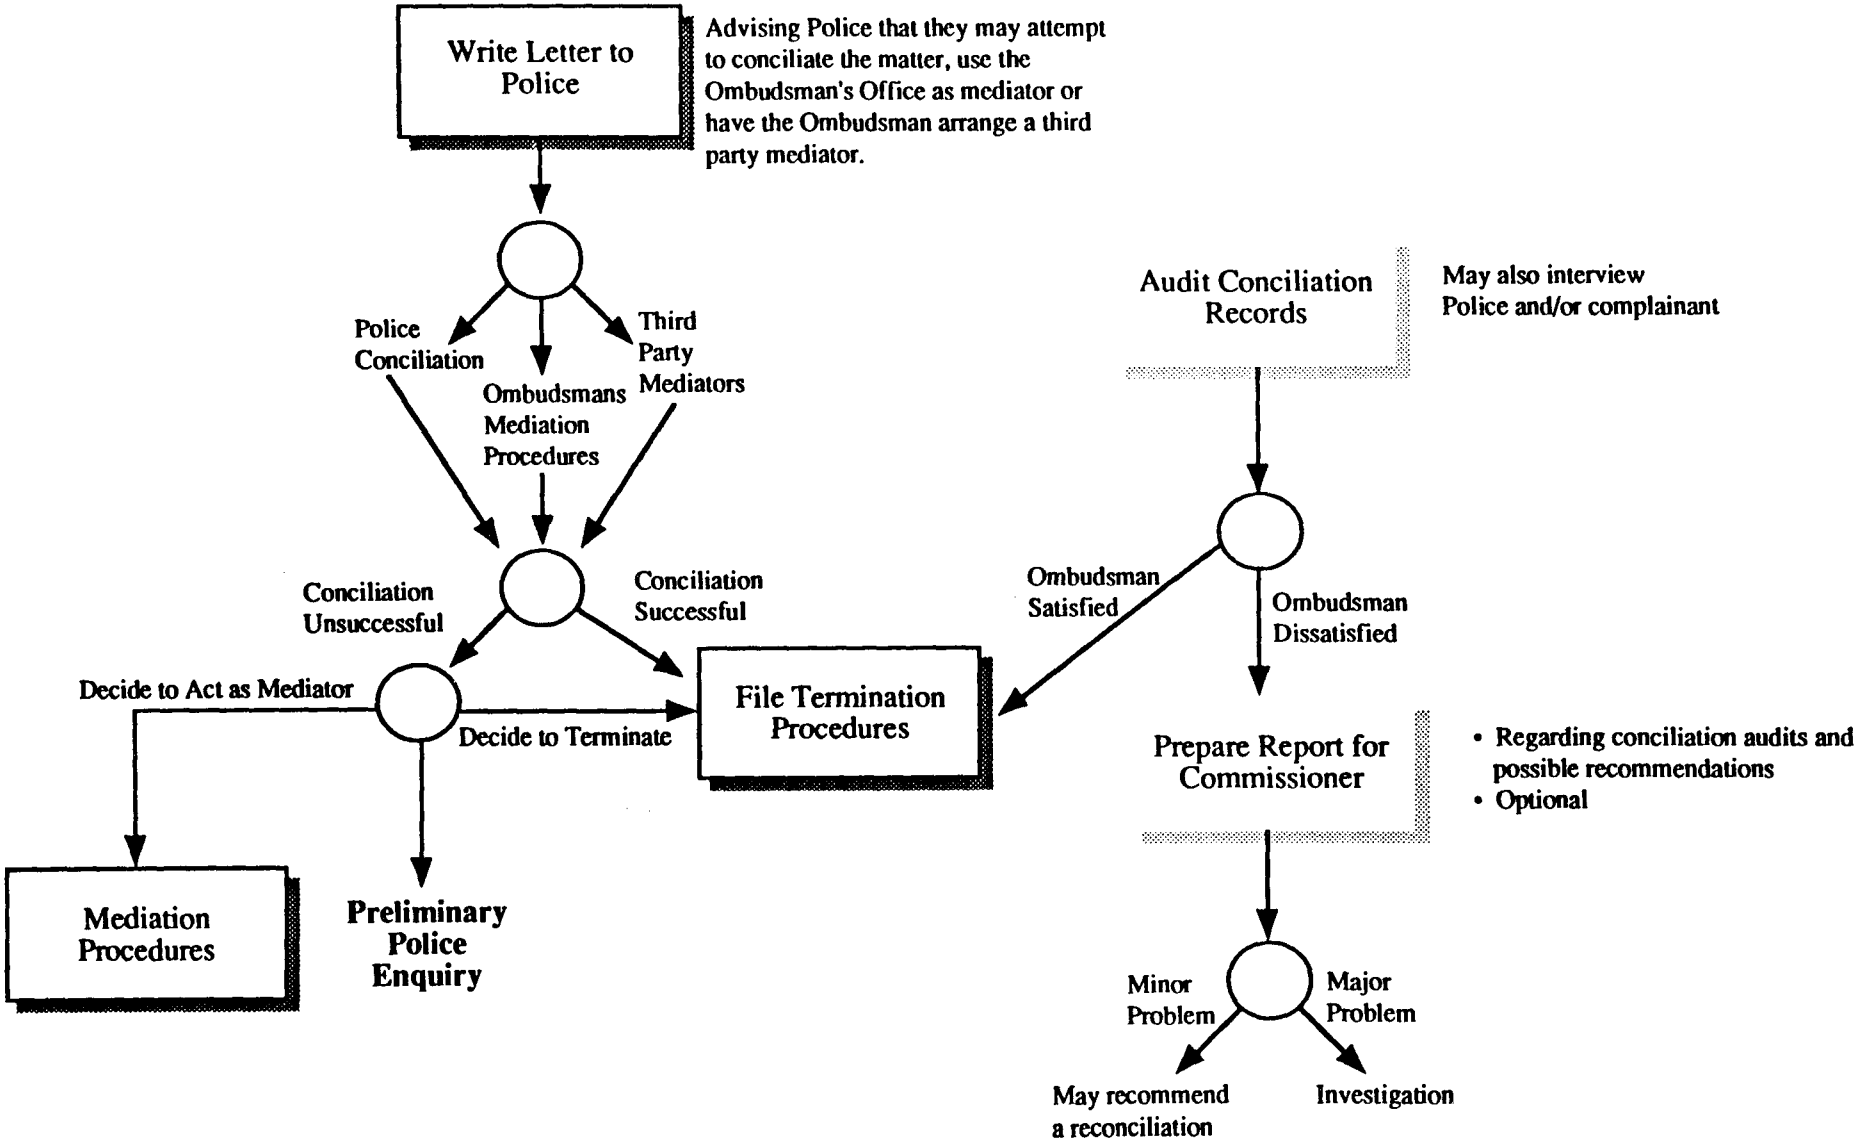 Write Letter to
Police
Advising Police that they may attempt
to conciliate the matter, use the
Ombudsman's Office as mediator or
have the Ombudsman arrange a third
party mediator.
Police
Conciliation
Ombudsmans
Mediation
Procedures
Third
Party
Mediators
Conciliation
Unsuccessful
Conciliation
Successful
Decide to Act as Mediator
Decide to Terminate
File Termination
Procedures
Mediation
Procedures
Preliminary
Police
Enquiry
Audit Conciliation
Records
May also interview
Police and/or complainant
Ombudsman
Satisfied
Ombudsman
Dissatisfied
Prepare Report for
Commissioner
• Regarding conciliation audits and
possible recommendations
• Optional
Minor
Problem
Major
Problem
May recommend
a reconciliation
Investigation